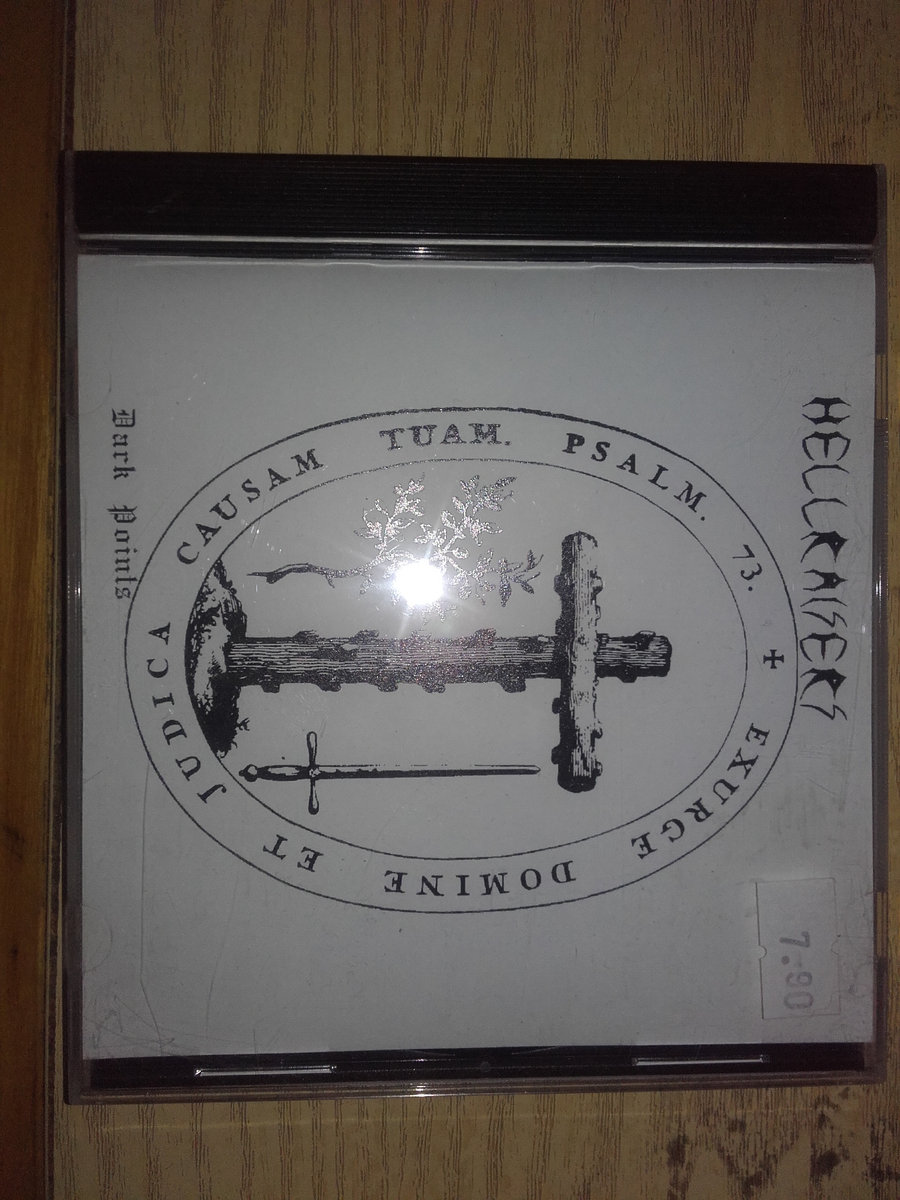 HELLRAISERS
✝ EXURGE DOMINE ET JUDICA CAUSAM TUAM. PSALM. 73.
Dark Points
7.90